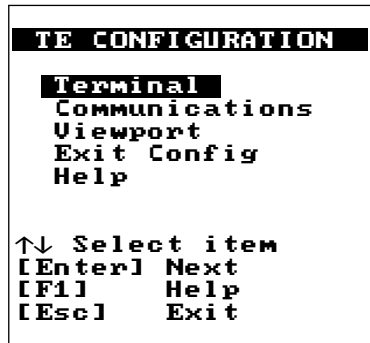 TE CONFIGURATION
Terminal
Communications
Viewport
Exit Config
Help
↑↓ Select item
[Enter] Next
[F1] Help
[Esc] Exit